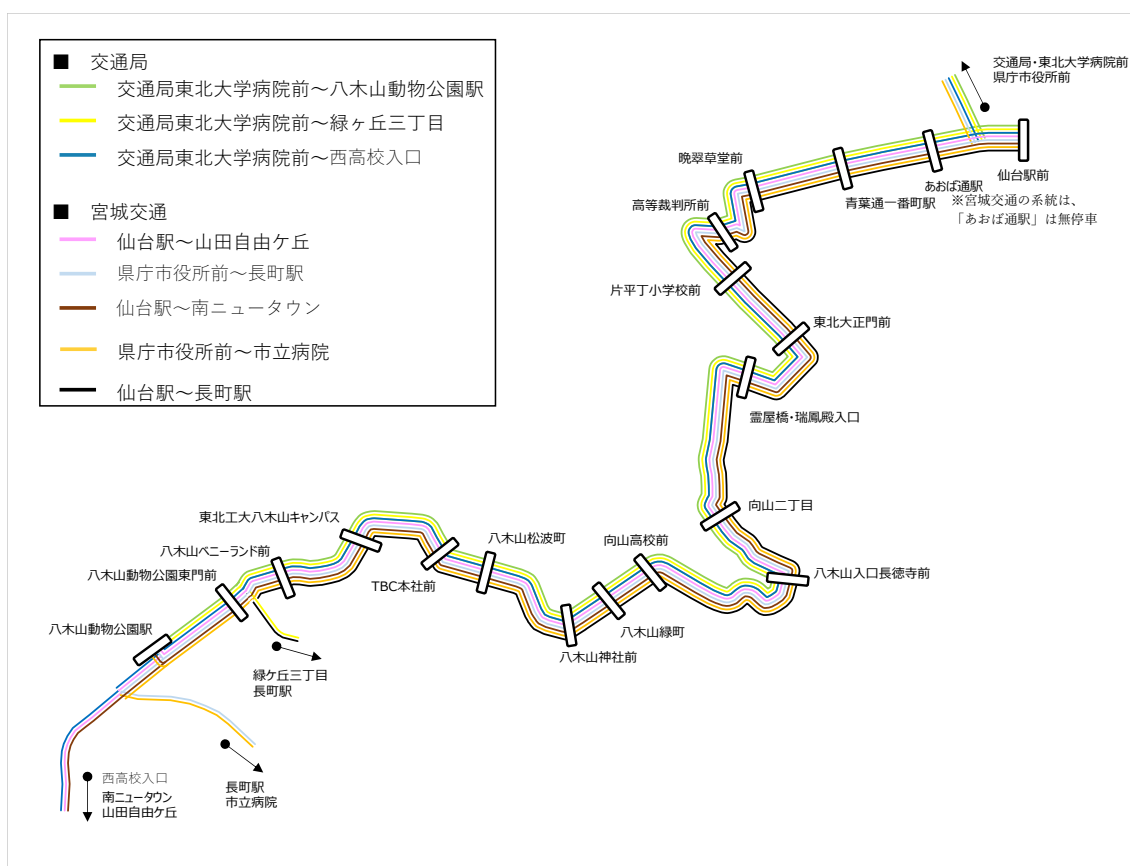 ■ 交通局
交通局東北大学病院前～八木山動物公園駅
交通局東北大学病院前～緑ヶ丘三丁目
交通局東北大学病院前～西高校入口
■ 宮城交通
仙台駅～山田自由ケ丘
県庁市役所前～長町駅
仙台駅～南ニュータウン
県庁市役所前～市立病院
仙台駅～長町駅
交通局・東北大学病院前
県庁市役所前
仙台駅前
あおば通駅
※宮城交通の系統は、
「あおば通駅」は無停車
青葉通一番町駅
晩翠草堂前
高等裁判所前
片平丁小学校前
東北大正門前
霊屋橋・瑞鳳殿入口
向山二丁目
八木山入口長徳寺前
向山高校前
八木山緑町
八木山神社前
八木山松波町
TBC本社前
東北工大八木山キャンパス
八木山ベニーランド前
八木山動物公園東門前
八木山動物公園駅
緑ケ丘三丁目
長町駅
長町駅
市立病院
西高校入口
南ニュータウン
山田自由ケ丘